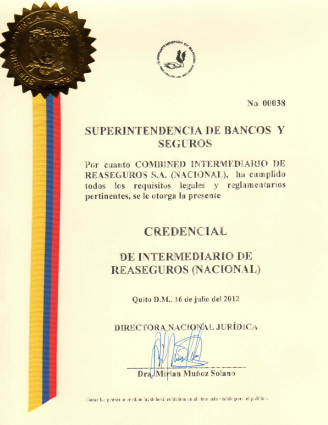 No. 00038
SUPERINTENDENCIA DE BANCOS Y
SEGUROS
Por cuanto COMBINED INTERMEDIARIO DE
REASEGUROS S.A. (NACIONAL), ha cumplido
todos los requisitos legales y reglamentarios
pertinentes, se le otorga la presente
CREDENCIAL
DE INTERMEDIARIO DE
REASEGUROS (NACIONAL)
Quito D.M., 16 de julio del 2012
DIRECTORA NACIONAL JURÍDICA
Dra. Mirian Muñoz Solano